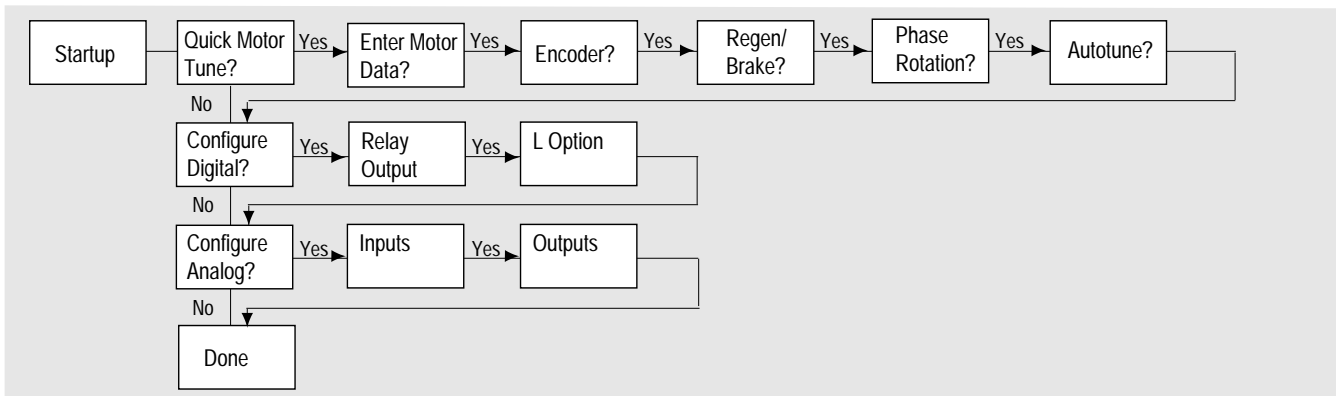 Startup
Quick Motor
Tune?
Yes
Enter Motor
Data?
Yes
Encoder?
Yes
Regen/
Brake?
Yes
Phase
Rotation?
Yes
Autotune?
No
Configure
Digital?
Yes
Relay
Output
Yes
L Option
No
Configure
Analog?
Yes
Inputs
Yes
Outputs
No
Done